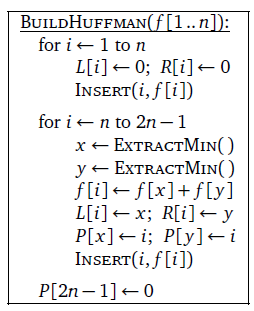 BUILDHUFFMAN(f[1..n]):
for i ← 1 to n
L[i] ← 0; R[i] ← 0
INSERT(i, f[i])
for i ← n to 2n − 1
x ← EXTRACTMIN( )
y ← EXTRACTMIN( )
f[i] ← f[x] + f[y]
L[i] ← x; R[i] ← y
P[x] ← i; P[y] ← i
INSERT(i, f[i])
P[2n − 1] ← 0